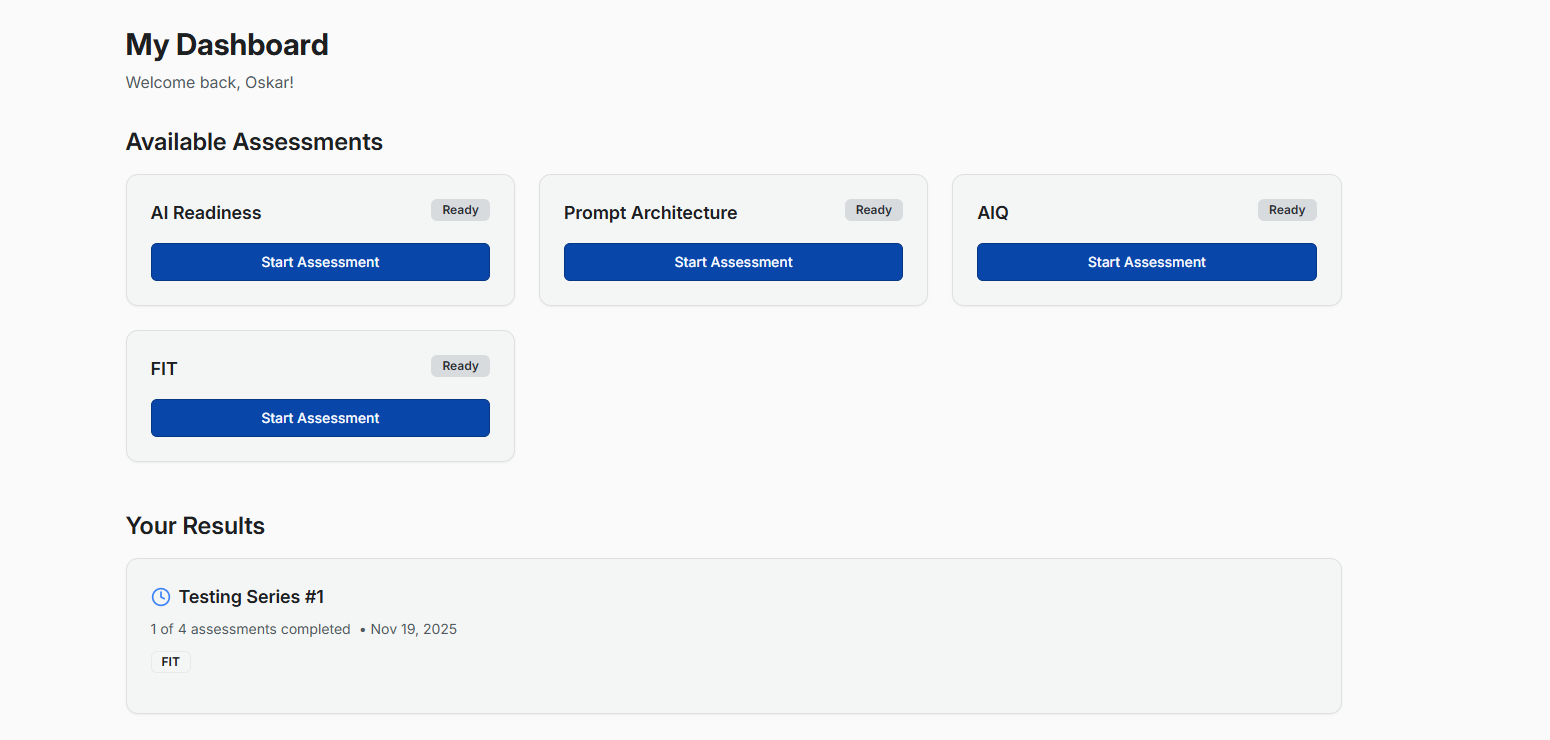 My Dashboard
Welcome back, Oskar!
Available Assessments
AI Readiness
Ready
Start Assessment
Prompt Architecture
Ready
Start Assessment
AIQ
Ready
Start Assessment
FIT
Ready
Start Assessment
Your Results
Testing Series #1
1 of 4 assessments completed • Nov 19, 2025
FIT